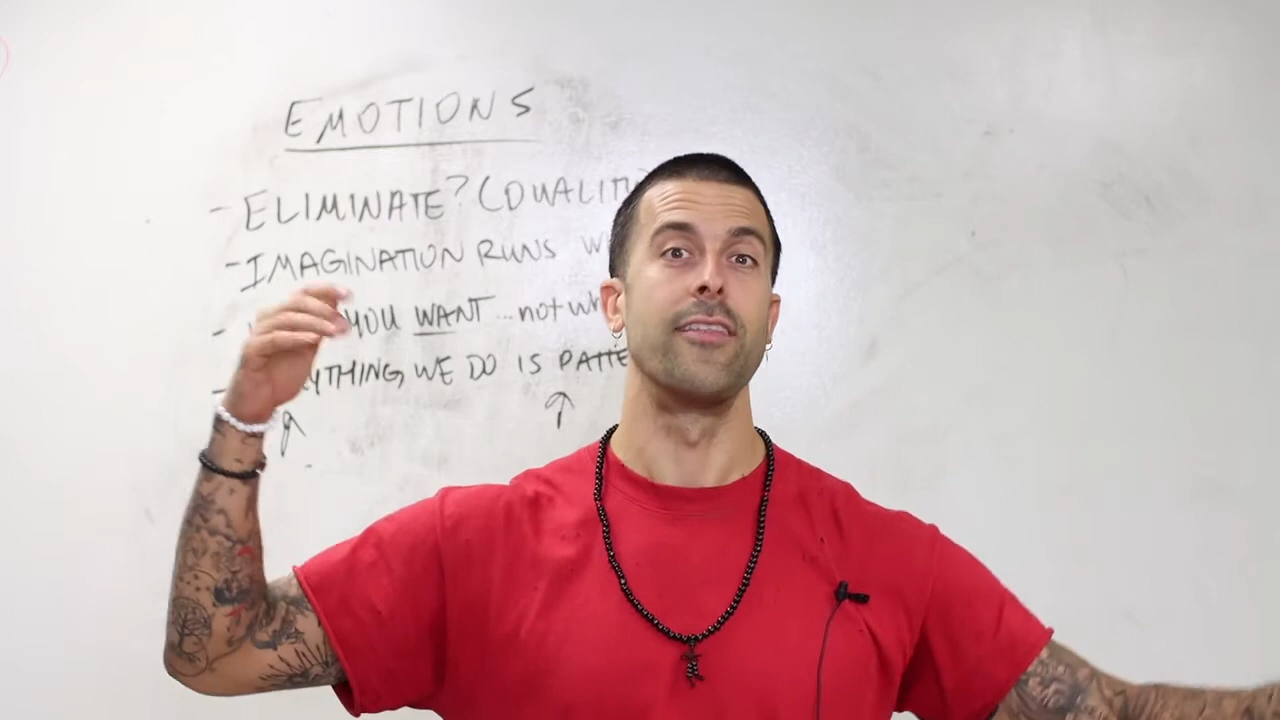 EMOTIONS
- ELIMINATE? (DUALIT
- IMAGINATION RUNS W
- YOU WANT ... not wh
- YTHING WE DO IS PATTE